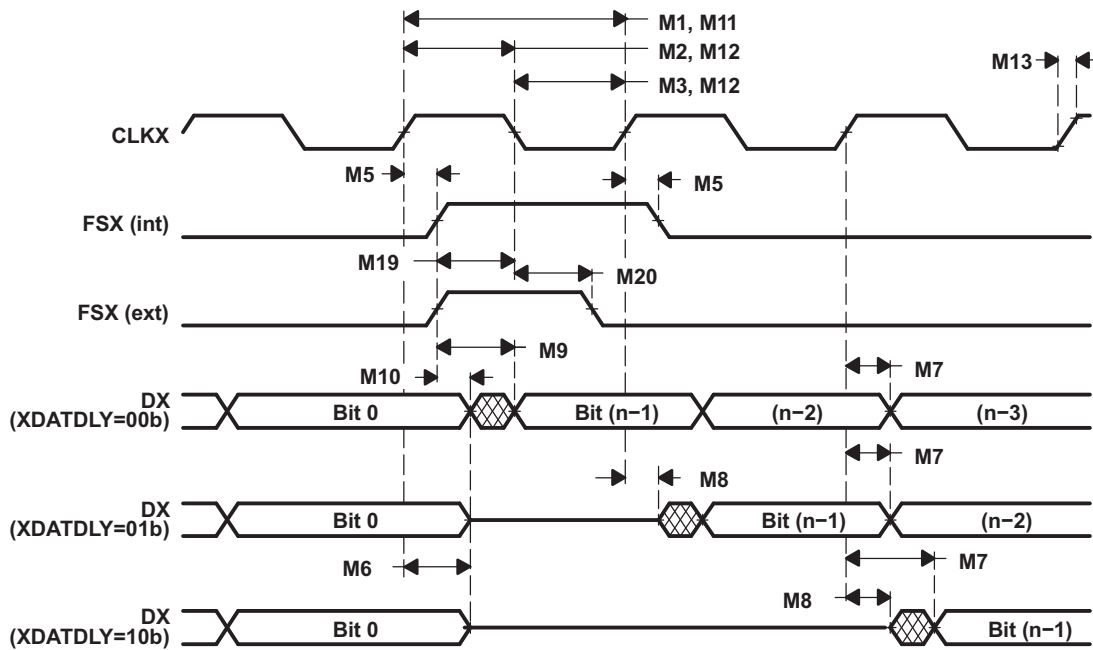 M1, M11
M2, M12
M13
M3, M12
CLKX
M5
M5
FSX (int)
M19
M20
FSX (ext)
M9
M10
M7
DX
(XDATDLY=00b)
Bit 0
Bit (n−1)
(n−2)
(n−3)
M7
M8
DX
(XDATDLY=01b)
Bit 0
Bit (n−1)
(n−2)
M6
M7
M8
DX
(XDATDLY=10b)
Bit 0
Bit (n−1)